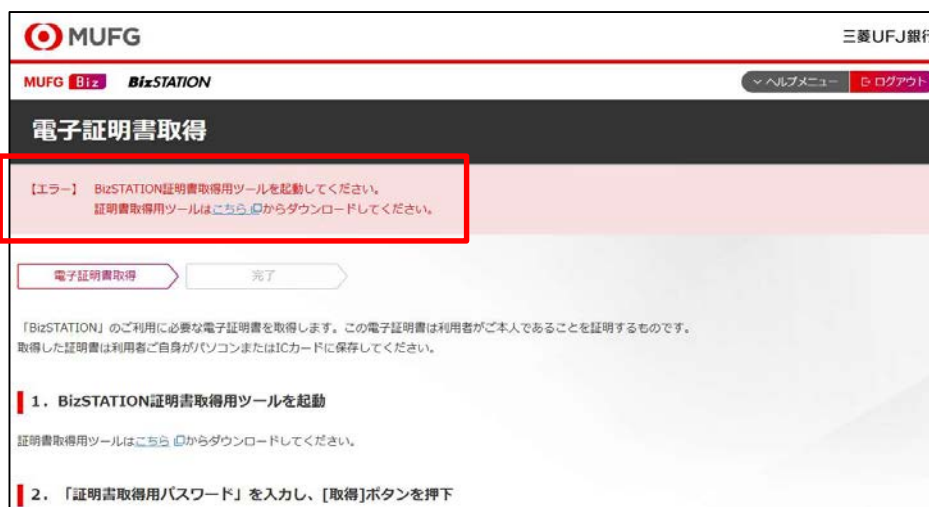 MUFG
三菱UFJ銀行
MUFG Biz BizSTATION
ヘルプメニュー ログアウト
電子証明書取得
【エラー】 BizSTATION証明書取得用ツールを起動してください。
証明書取得用ツールはこちらからダウンロードしてください。
電子証明書取得 完了
「BizSTATION」のご利用に必要な電子証明書を取得します。この電子証明書は利用者がご本人であることを証明するものです。
取得した証明書は利用者ご自身がパソコンまたはICカードに保存してください。
1. BizSTATION証明書取得用ツールを起動
証明書取得用ツールはこちらからダウンロードしてください。
2. 「証明書取得用パスワード」を入力し、[取得]ボタンを押下